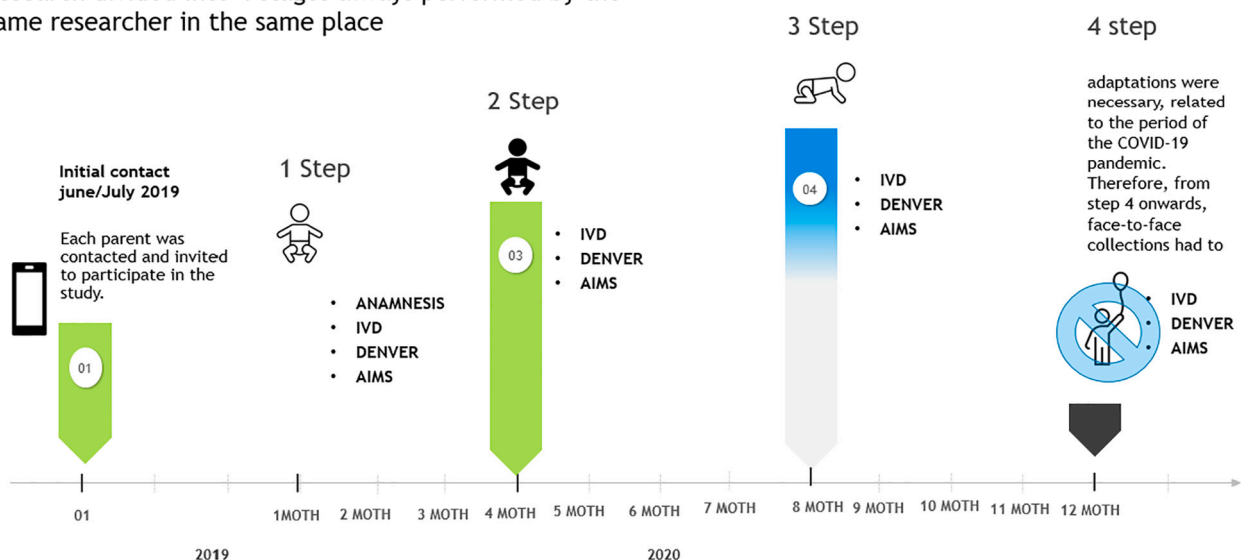 ame researcher in the same place
3 Step
4 step
2 Step
1 Step
Initial contact
june/July 2019
Each parent was
contacted and invited
to participate in the
study.
01
• ANAMNESIS
• IVD
• DENVER
• AIMS
03
• IVD
• DENVER
• AIMS
04
• IVD
• DENVER
• AIMS
adaptations were
necessary, related
to the period of
the COVID-19
pandemic.
Therefore, from
step 4 onwards,
face-to-face
collections had to
• IVD
• DENVER
• AIMS
01
1MOTH
2 MOTH
3 MOTH
4 MOTH
5 MOTH
6 MOTH
7 MOTH
8 MOTH
9 MOTH
10 MOTH
11 MOTH
12 MOTH
2019
2020